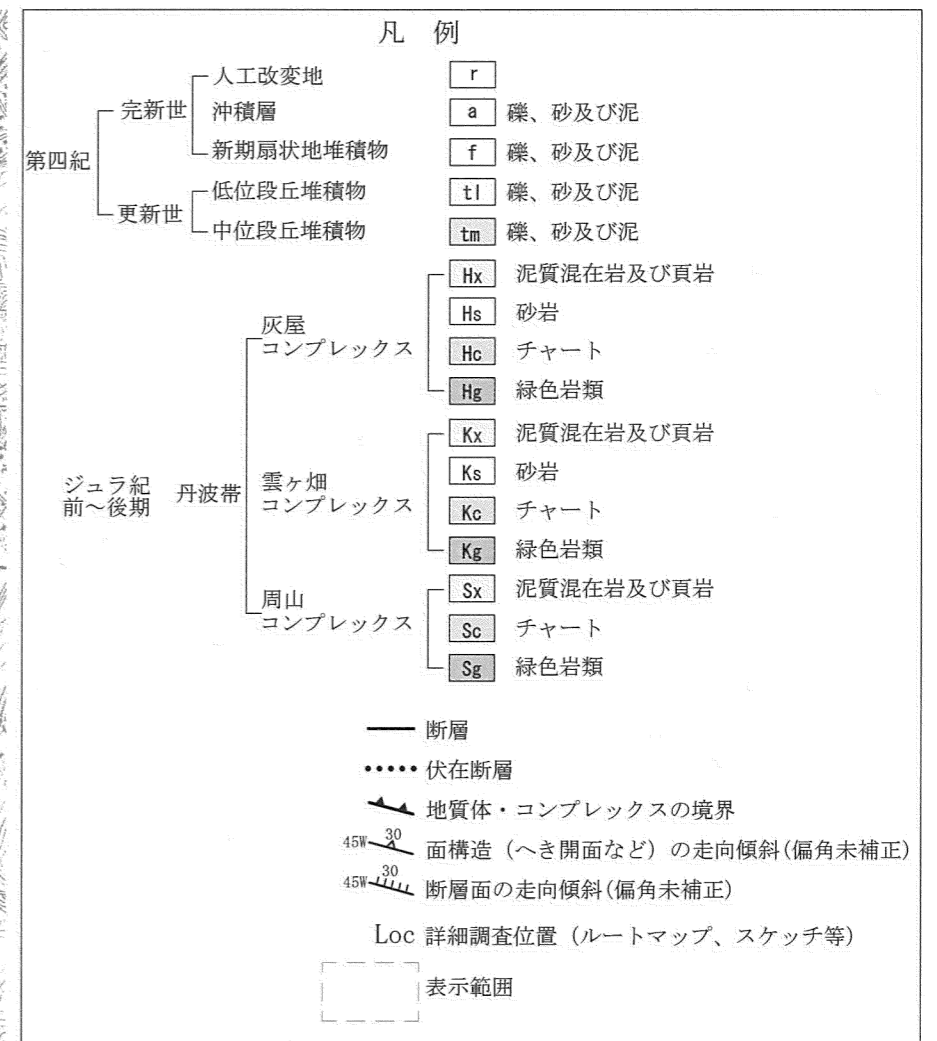 凡 例
人工改変地 r
完新世 沖積層 a 礫、砂及び泥
新期扇状地堆積物 f 礫、砂及び泥
第四紀
低位段丘堆積物 tl 礫、砂及び泥
更新世
中位段丘堆積物 tm 礫、砂及び泥
Hx 泥質混在岩及び頁岩
灰屋
コンプレックス
Hs 砂岩
Hc チャート
Hg 緑色岩類
Kx 泥質混在岩及び頁岩
ジュラ紀
前～後期
丹波帯
雲ヶ畑
コンプレックス
Ks 砂岩
Kc チャート
Kg 緑色岩類
Sx 泥質混在岩及び頁岩
周山
コンプレックス
Sc チャート
Sg 緑色岩類
断層
伏在断層
地質体・コンプレックスの境界
45W 30 面構造（へき開面など）の走向傾斜(偏角未補正)
45W 30 断層面の走向傾斜(偏角未補正)
Loc 詳細調査位置（ルートマップ、スケッチ等）
表示範囲